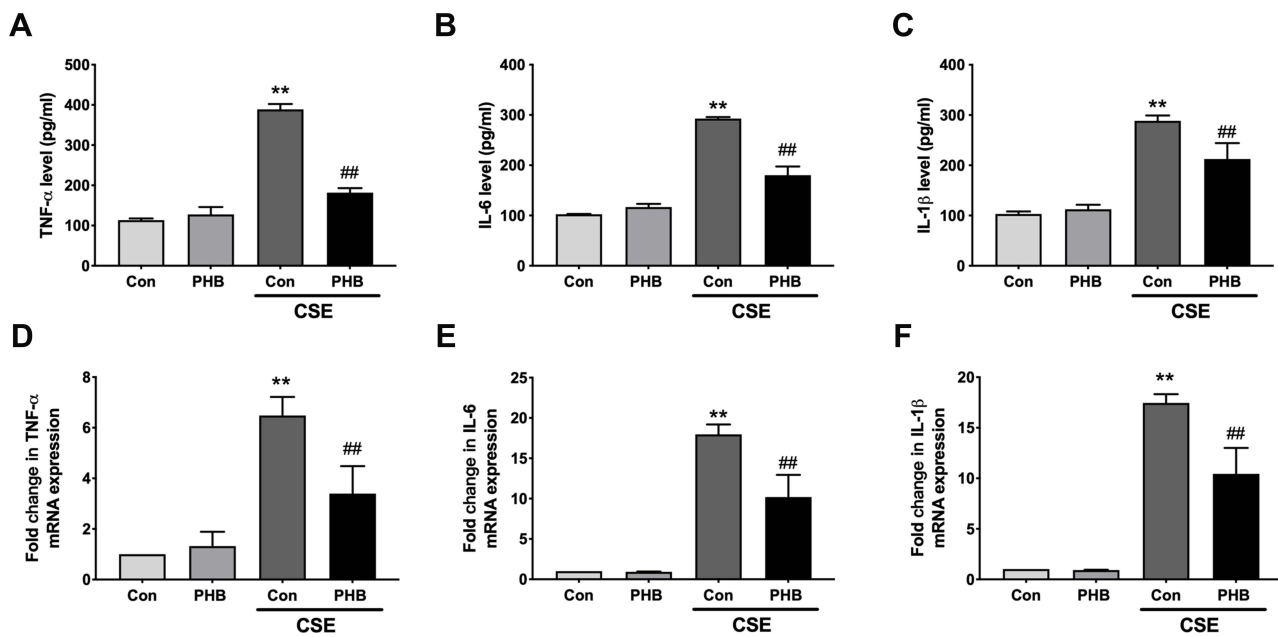 A
TNF-α level (pg/ml)
500
400
300
200
100
0
**
##
Con PHB Con PHB
CSE
B
IL-6 level (pg/ml)
400
300
200
100
0
**
##
Con PHB Con PHB
CSE
C
IL-1β level (pg/ml)
400
300
200
100
0
**
##
Con PHB Con PHB
CSE
D
Fold change in TNF-α
mRNA expression
8
6
4
2
0
**
##
Con PHB Con PHB
CSE
E
Fold change in IL-6
mRNA expression
25
20
15
10
5
0
**
##
Con PHB Con PHB
CSE
F
Fold change in IL-1β
mRNA expression
20
15
10
5
0
**
##
Con PHB Con PHB
CSE